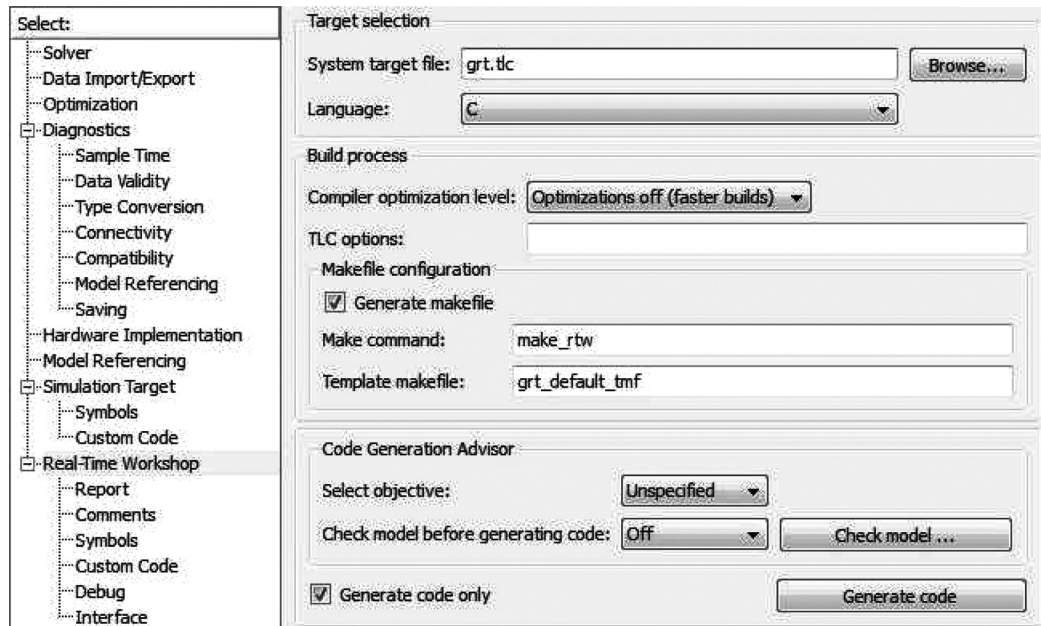 Select:
Solver
Data Import/Export
Optimization
Diagnostics
Sample Time
Data Validity
Type Conversion
Connectivity
Compatibility
Model Referencing
Saving
Hardware Implementation
Model Referencing
Simulation Target
Symbols
Custom Code
Real-Time Workshop
Report
Comments
Symbols
Custom Code
Debug
Interface
Target selection
System target file: grt.tlc Browse...
Language: C
Build process
Compiler optimization level: Optimizations off (faster builds)
TLC options:
Makefile configuration
Generate makefile
Make command: make_rtw
Template makefile: grt_default_tmf
Code Generation Advisor
Select objective: Unspecified
Check model before generating code: Off Check model ...
Generate code only Generate code